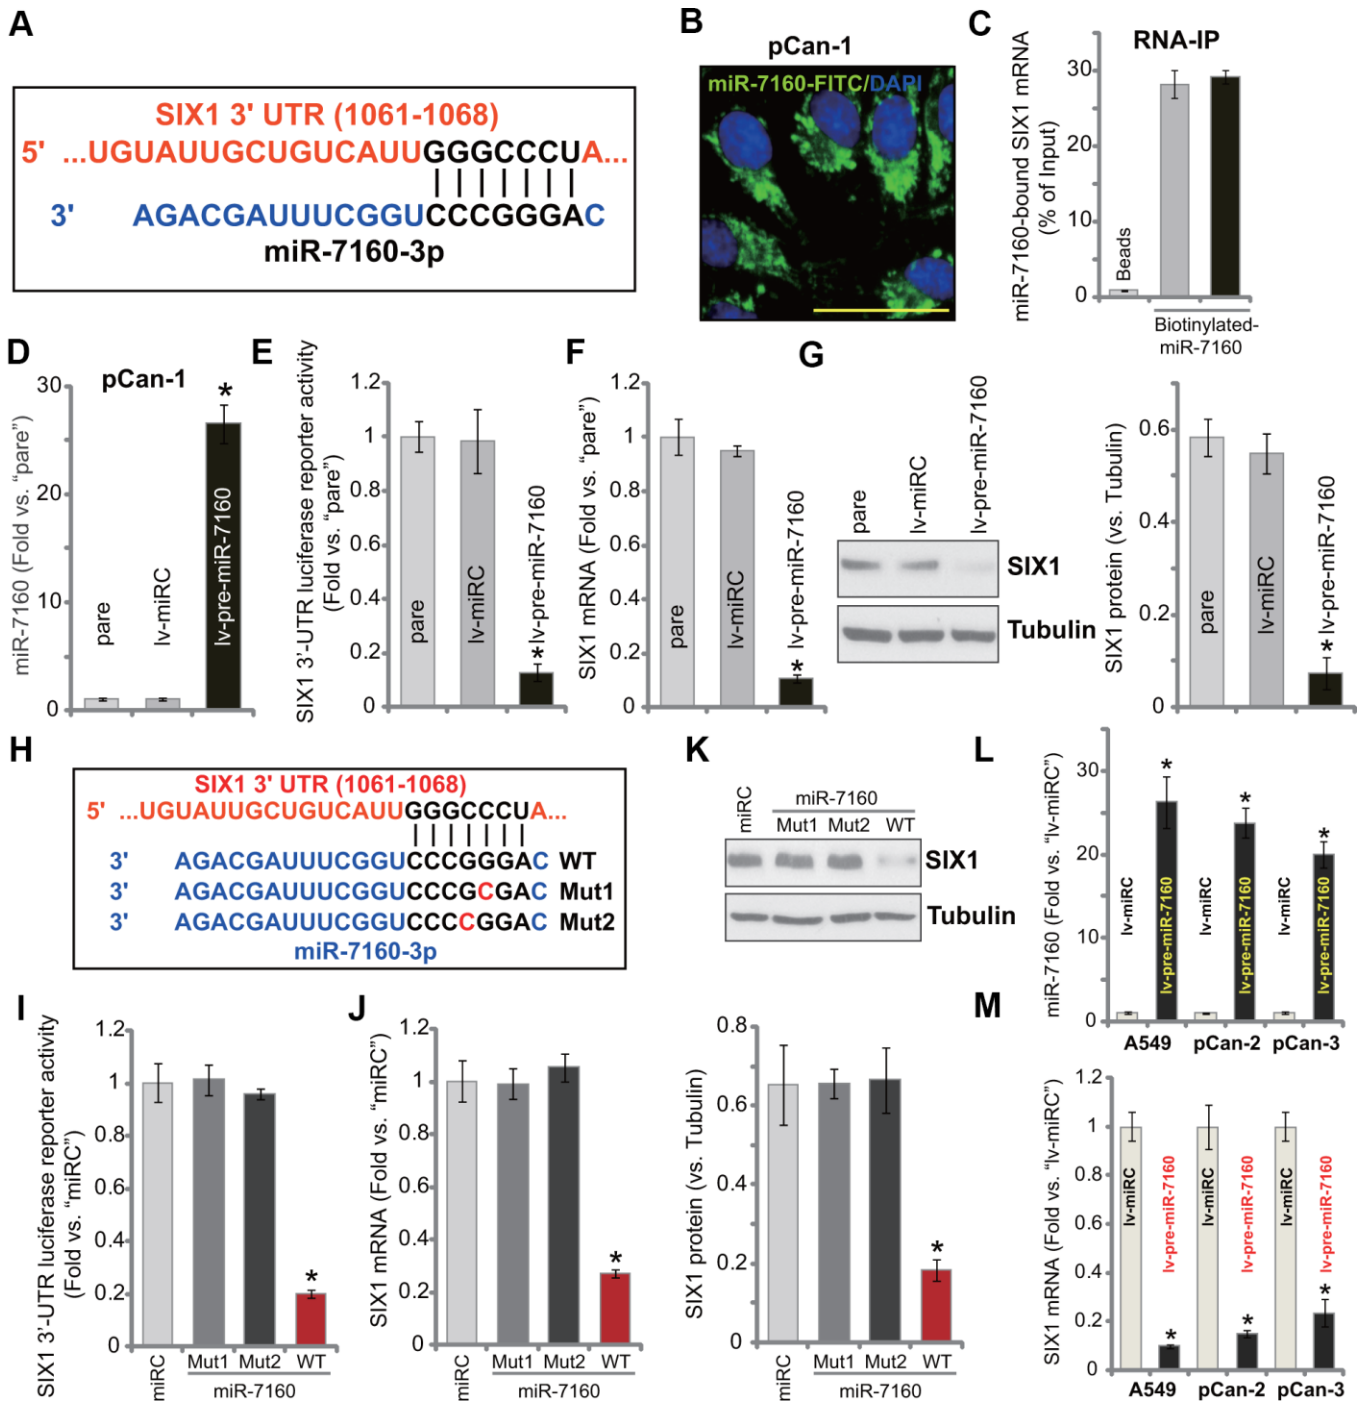 A
SIX1 3' UTR (1061-1068)
5' ...UGUAUUGCUGUCAUUGGGCCCUA...
3' AGACGAUUUCGGUCCCGGGAC
miR-7160-3p
B
pCan-1
miR-7160-FITC/DAPI
C
RNA-IP
miR-7160-bound SIX1 mRNA
(% of Input)
30
20
10
0
Beads
Biotinylated-
miR-7160
D
pCan-1
miR-7160 (Fold vs. “pare”)
30
20
10
0
pare
lv-miRC
lv-pre-miR-7160
*
E
SIX1 3’-UTR luciferase reporter activity
(Fold vs. “pare”)
1.2
1
0.8
0.6
0.4
0.2
0
pare
lv-miRC
*lv-pre-miR-7160
F
SIX1 mRNA (Fold vs. “pare”)
1.2
1
0.8
0.6
0.4
0.2
0
pare
lv-miRC
*lv-pre-miR-7160
G
pare
lv-miRC
lv-pre-miR-7160
SIX1
Tubulin
SIX1 protein (vs. Tubulin)
0.6
0.4
0.2
0
pare
lv-miRC
*lv-pre-miR-7160
H
SIX1 3' UTR (1061-1068)
5' ...UGUAUUGCUGUCAUUGGGCCCUA...
3' AGACGAUUUCGGUCCCGGGAC WT
3' AGACGAUUUCGGUCCCGCGAC Mut1
3' AGACGAUUUCGGUCCCCGGAC Mut2
miR-7160-3p
I
SIX1 3’-UTR luciferase reporter activity
(Fold vs. “miRC”)
1.2
1
0.8
0.6
0.4
0.2
0
*
miRC
Mut1 Mut2 WT
miR-7160
J
SIX1 mRNA (Fold vs. “miRC”)
1.2
1
0.8
0.6
0.4
0.2
0
*
miRC
Mut1 Mut2 WT
miR-7160
K
miRC
miR-7160
Mut1 Mut2 WT
SIX1
Tubulin
SIX1 protein (vs. Tubulin)
0.8
0.6
0.4
0.2
0
*
miRC
Mut1 Mut2 WT
miR-7160
L
miR-7160 (Fold vs. “lv-miRC”)
30
20
10
0
lv-miRC
lv-pre-miR-7160
*
lv-miRC
lv-pre-miR-7160
*
lv-miRC
lv-pre-miR-7160
*
A549 pCan-2 pCan-3
M
SIX1 mRNA (Fold vs. “lv-miRC”)
1.2
1
0.8
0.6
0.4
0.2
0
lv-miRC
lv-pre-miR-7160
*
lv-miRC
lv-pre-miR-7160
*
lv-miRC
lv-pre-miR-7160
*
A549 pCan-2 pCan-3